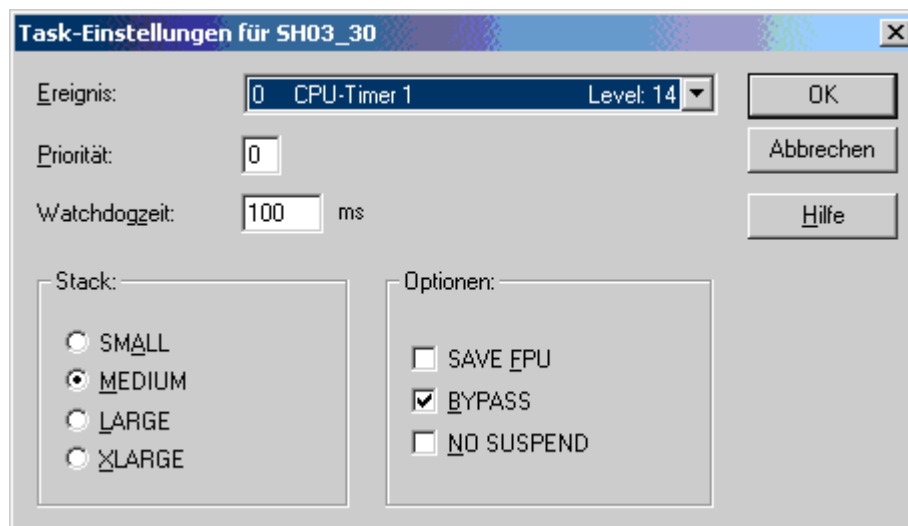 Task-Einstellungen für SH03_30
Ereignis: 0 CPU-Timer 1 Level: 14 OK
Priorität: 0 Abbrechen
Watchdogzeit: 100 ms Hilfe
Stack: Optionen:
SMALL
MEDIUM
LARGE
XLARGE
SAVE FPU
BYPASS
NO SUSPEND